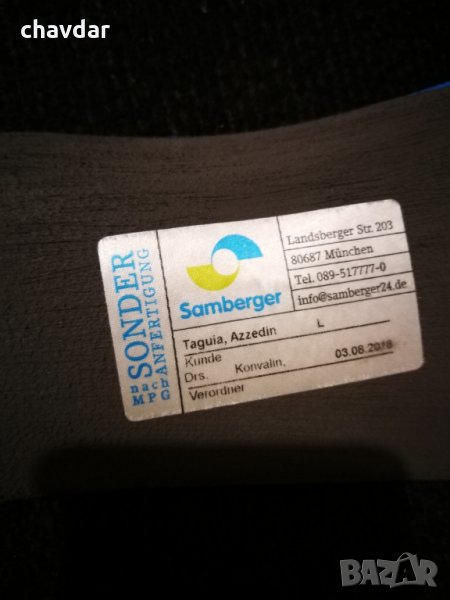 chavdar
SONDER
nach ANFERTIGUNG
MPG
Samberger
Landsberger Str. 203
80687 München
Tel. 089-517777-0
info@samberger24.de
Taguia, Azzedin L
Kunde
Drs. Konvalin, 03.08.2018
Verordner
BAZAR